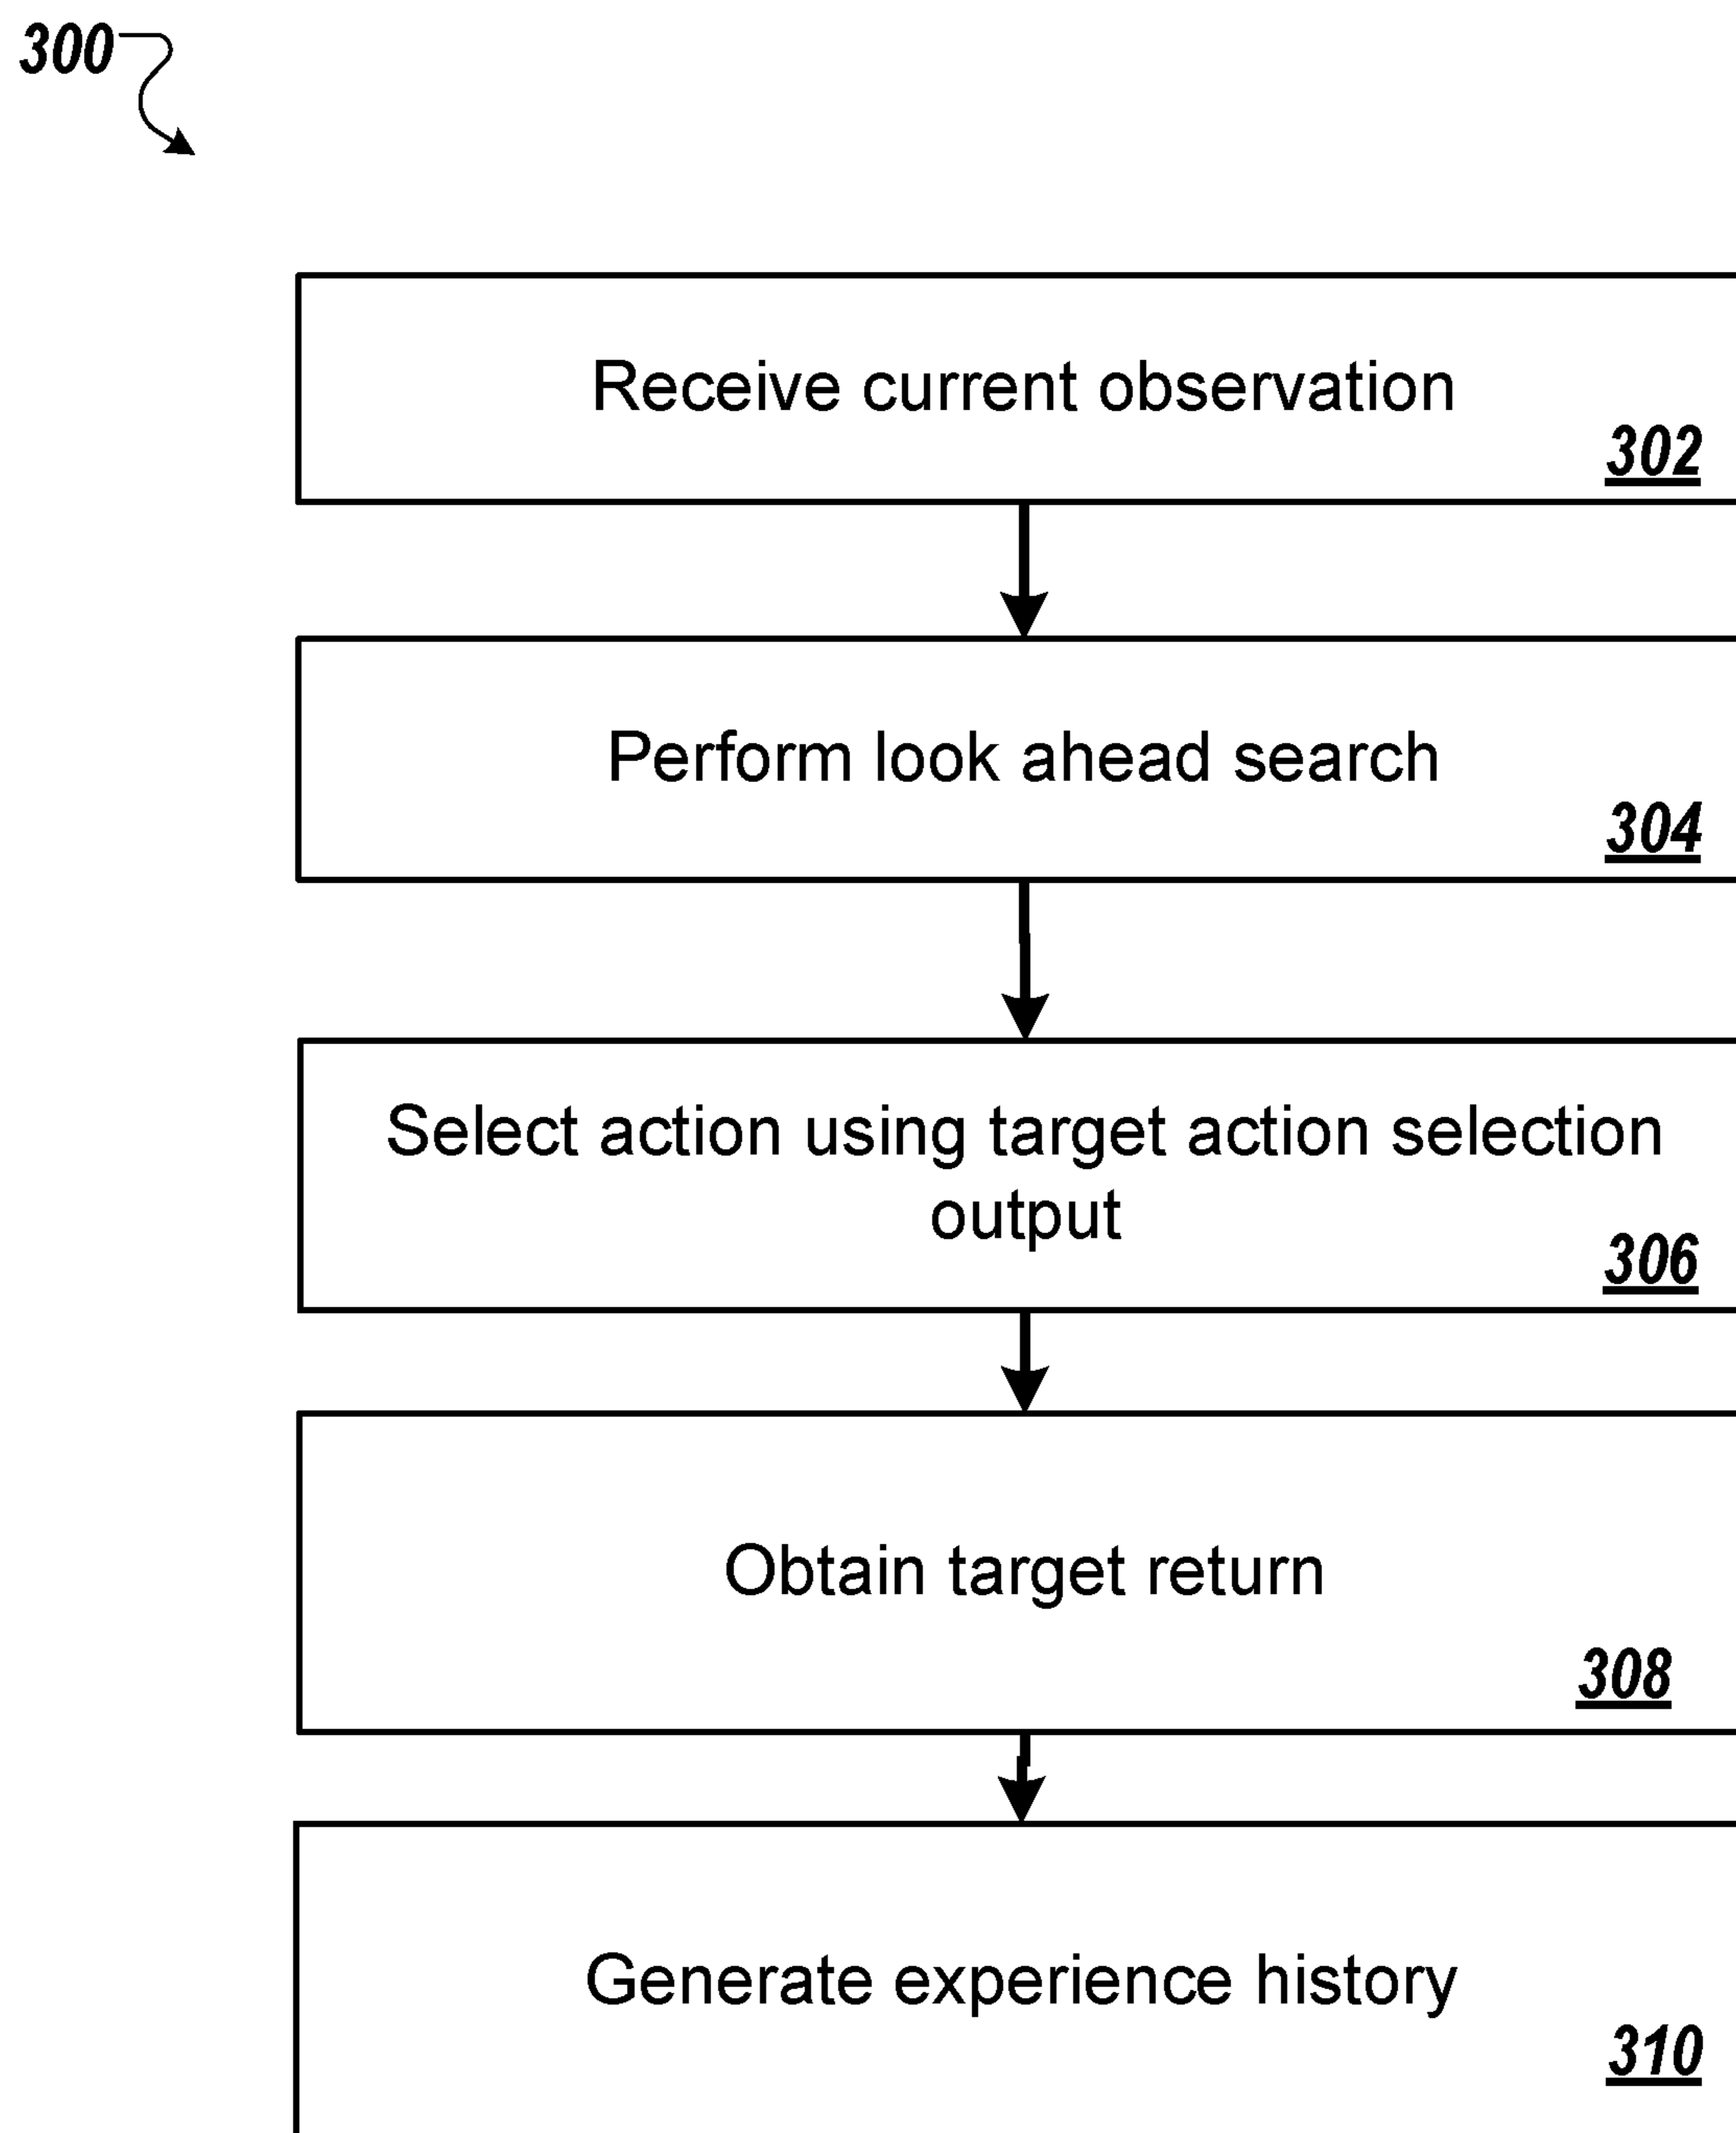 300
Receive current observation
302
Perform look ahead search
304
Select action using target action selection
output
306
Obtain target return
308
Generate experience history
310